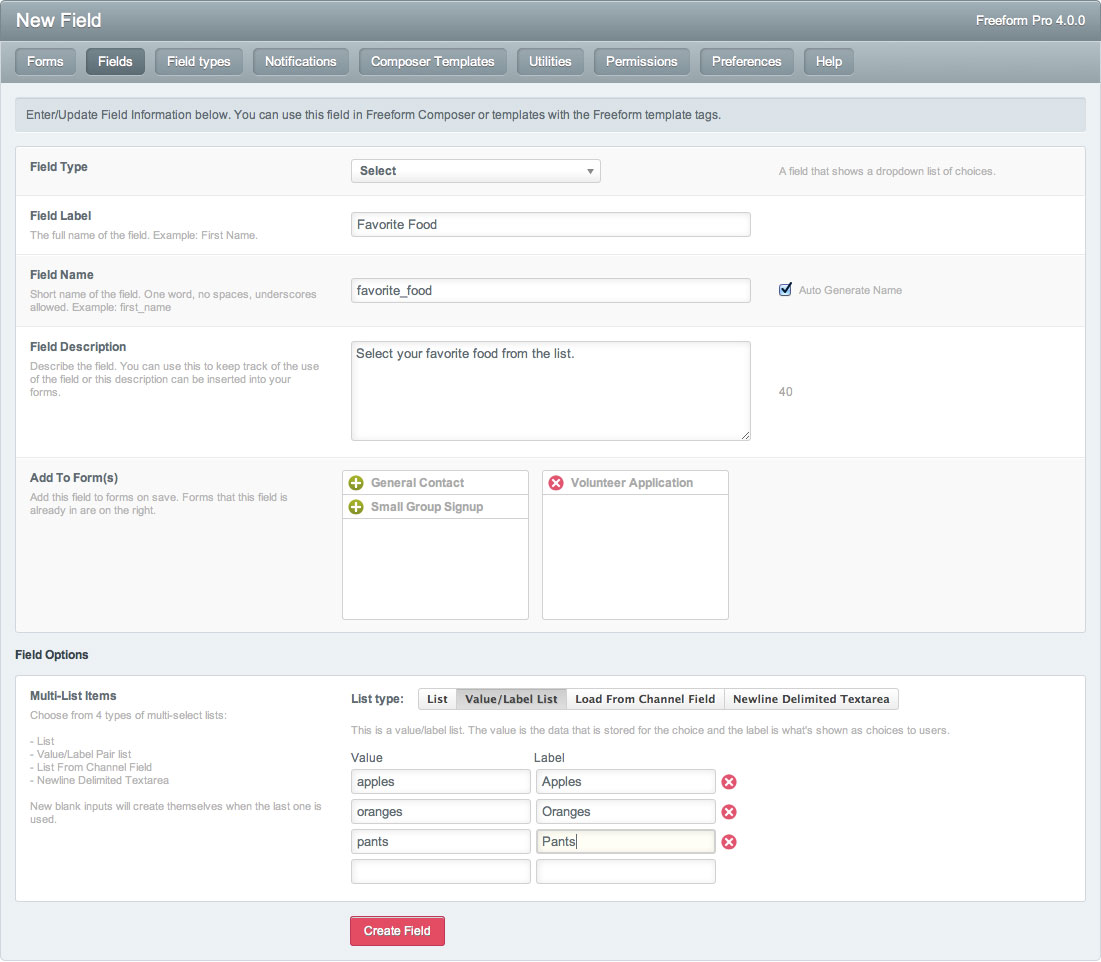 New Field
Freeform Pro 4.0.0
Forms
Fields
Field types
Notifications
Composer Templates
Utilities
Permissions
Preferences
Help
Enter/Update Field Information below. You can use this field in Freeform Composer or templates with the Freeform template tags.
Field Type
Select
A field that shows a dropdown list of choices.
Field Label
The full name of the field. Example: First Name.
Favorite Food
Field Name
Short name of the field. One word, no spaces, underscores
allowed. Example: first_name
favorite_food
Auto Generate Name
Field Description
Describe the field. You can use this to keep track of the use
of the field or this description can be inserted into your
forms.
Select your favorite food from the list.
40
Add To Form(s)
Add this field to forms on save. Forms that this field is
already in are on the right.
General Contact
Small Group Signup
Volunteer Application
Field Options
Multi-List Items
Choose from 4 types of multi-select lists:
- List
- Value/Label Pair list
- List From Channel Field
- Newline Delimited Textarea
New blank inputs will create themselves when the last one is
used.
List type:
List
Value/Label List
Load From Channel Field
Newline Delimited Textarea
This is a value/label list. The value is the data that is stored for the choice and the label is what's shown as choices to users.
Value
Label
apples
Apples
oranges
Oranges
pants
Pants
Create Field